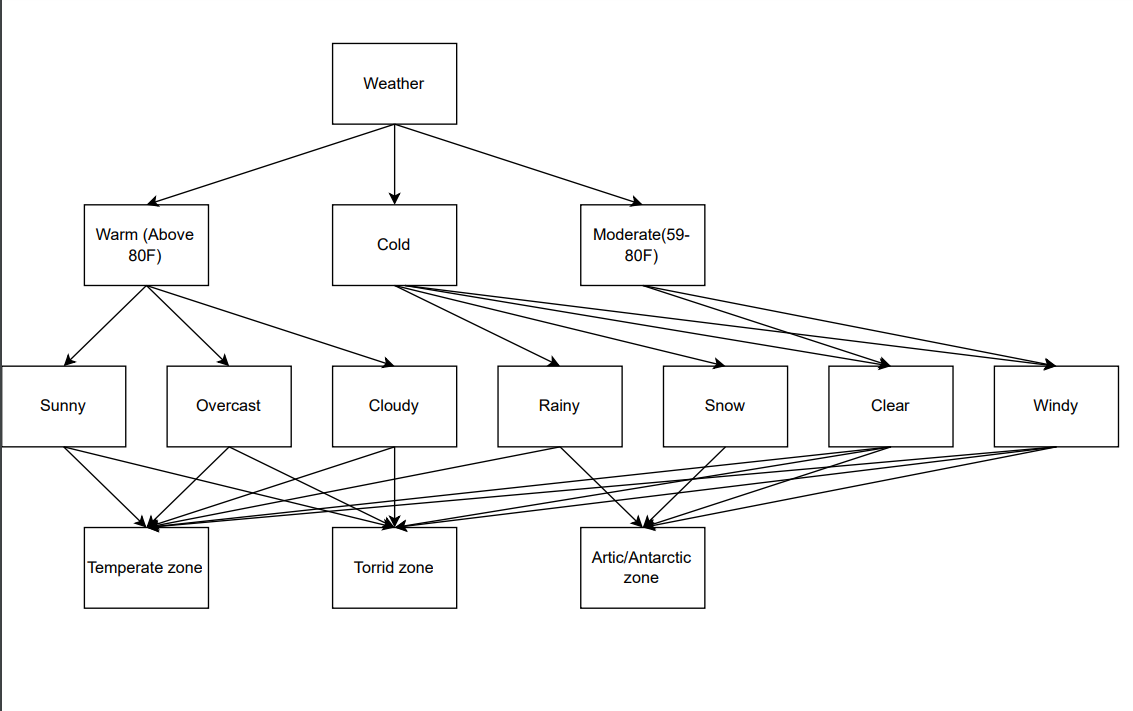 Weather
Warm (Above
80F)
Cold
Moderate(59-
80F)
Sunny
Overcast
Cloudy
Rainy
Snow
Clear
Windy
Temperate zone
Torrid zone
Artic/Antarctic
zone